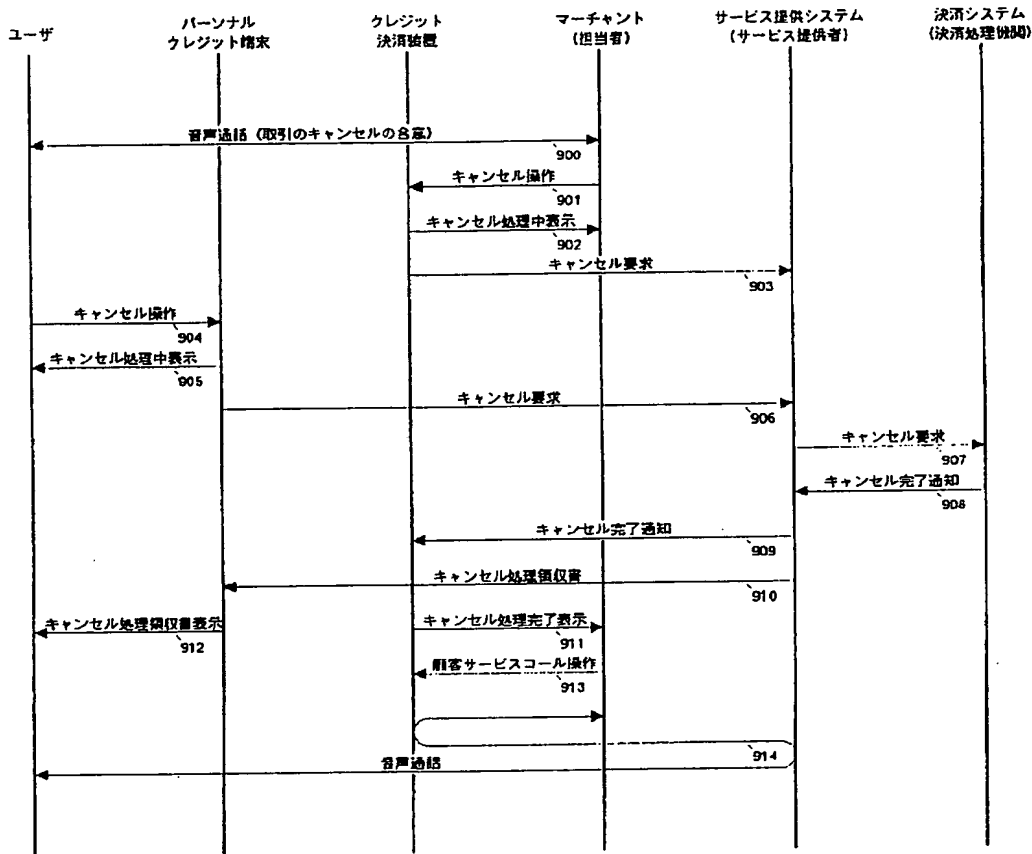 ユーザ
パーソナル
クレジット端末
クレジット
決済装置
マーチャント
(担当者)
サービス提供システム
(サービス提供者)
決済システム
(決済処理機関)
音声通話 (取引のキャンセルの合意)
900
キャンセル操作
901
キャンセル処理中表示
902
キャンセル要求
903
キャンセル操作
904
キャンセル処理中表示
905
キャンセル要求
906
キャンセル要求
907
キャンセル完了通知
908
キャンセル完了通知
909
キャンセル処理領収書
910
キャンセル処理領収書表示
912
キャンセル処理完了表示
911
顧客サービスコール操作
913
914
音声通話